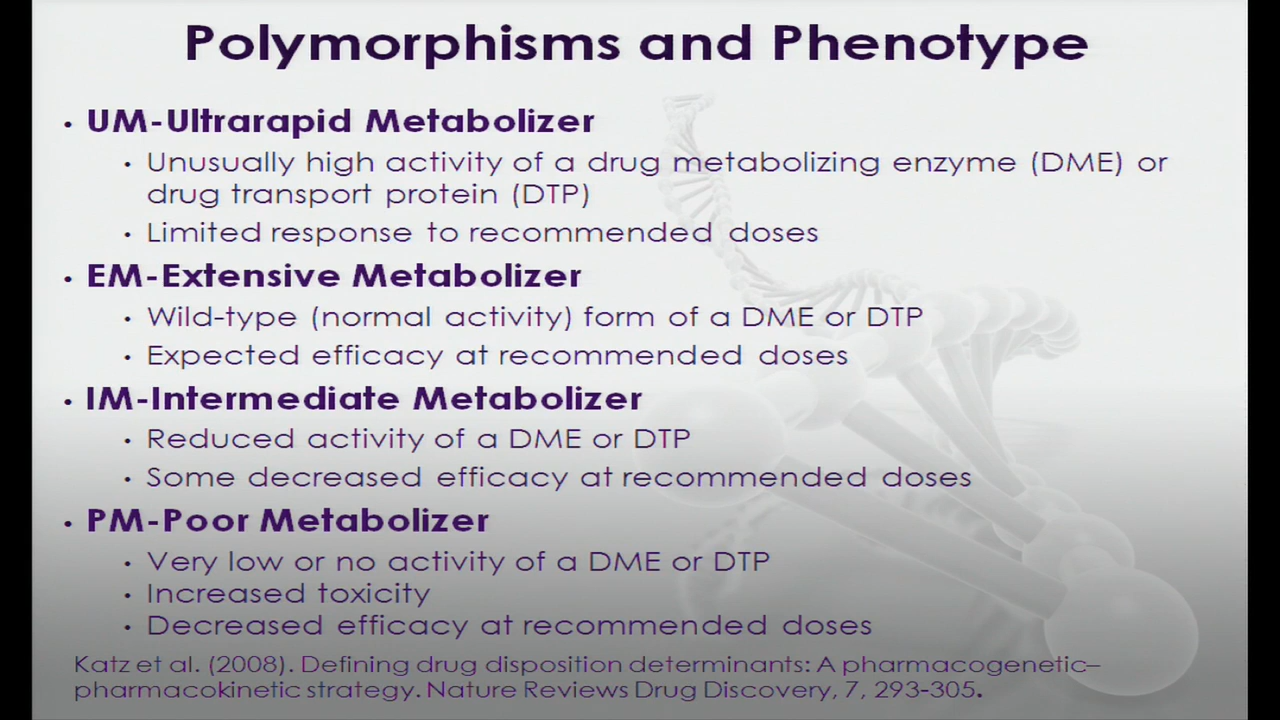 Polymorphisms and Phenotype
• UM-Ultrarapid Metabolizer
• Unusually high activity of a drug metabolizing enzyme (DME) or
drug transport protein (DTP)
• Limited response to recommended doses
• EM-Extensive Metabolizer
• Wild-type (normal activity) form of a DME or DTP
• Expected efficacy at recommended doses
• IM-Intermediate Metabolizer
• Reduced activity of a DME or DTP
• Some decreased efficacy at recommended doses
• PM-Poor Metabolizer
• Very low or no activity of a DME or DTP
• Increased toxicity
• Decreased efficacy at recommended doses
Katz et al. (2008). Defining drug disposition determinants: A pharmacogenetic–
pharmacokinetic strategy. Nature Reviews Drug Discovery, 7, 293-305.